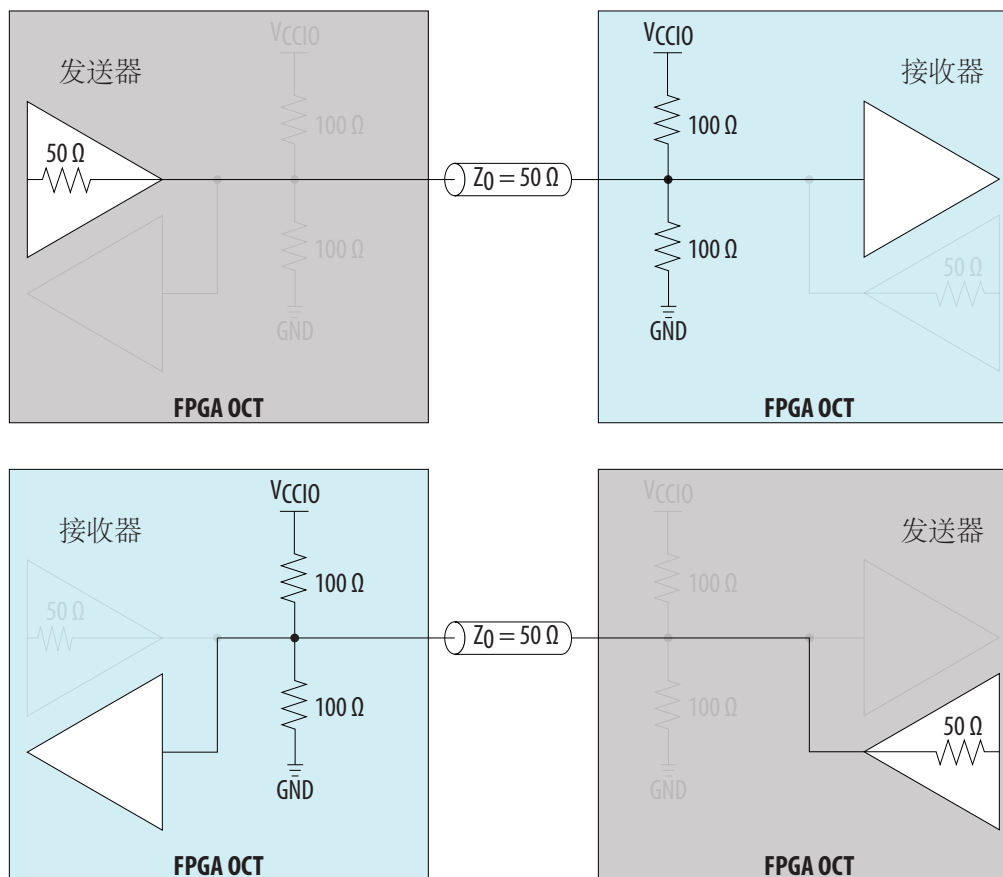 VCCIO
VCCIO
发送器
接收器
50 Ω
100 Ω
100 Ω
Z0 = 50 Ω
100 Ω
100 Ω
50 Ω
GND
GND
FPGA OCT
FPGA OCT
VCCIO
VCCIO
接收器
发送器
50 Ω
100 Ω
100 Ω
Z0 = 50 Ω
100 Ω
100 Ω
50 Ω
GND
GND
FPGA OCT
FPGA OCT